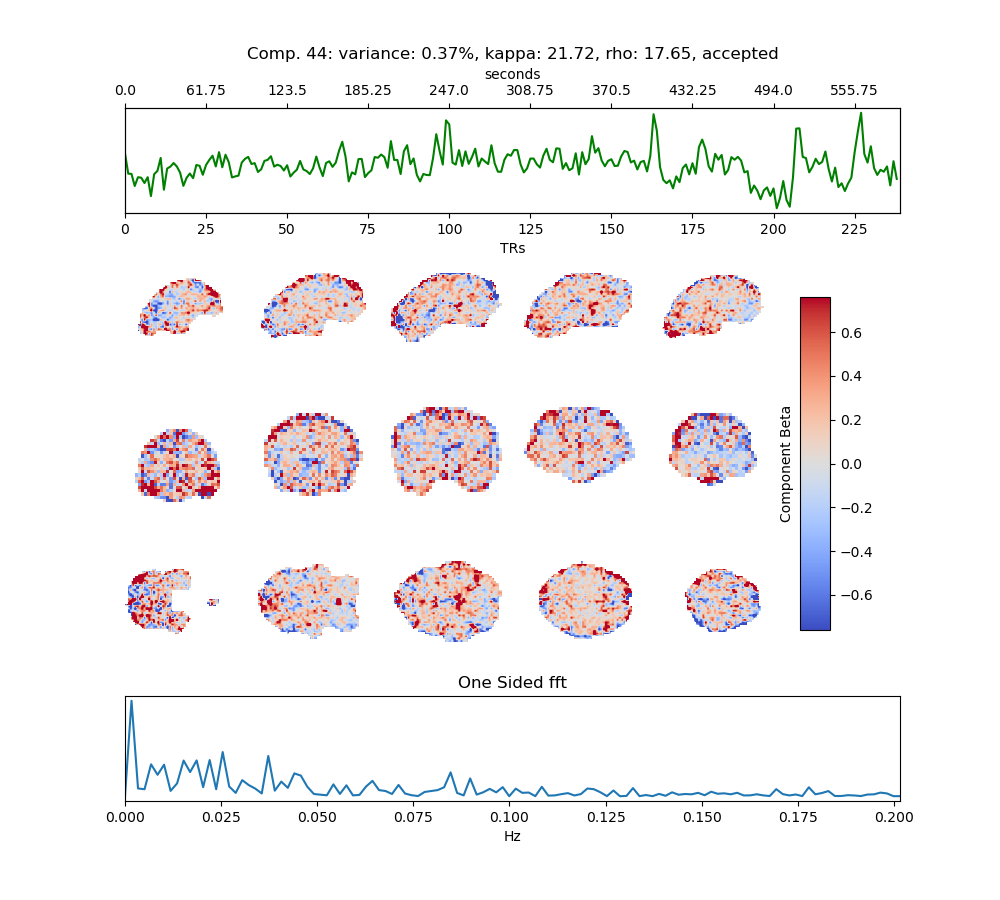 Comp. 44: variance: 0.37%, kappa: 21.72, rho: 17.65, accepted
seconds
0.0 61.75 123.5 185.25 247.0 308.75 370.5 432.25 494.0 555.75
0 25 50 75 100 125 150 175 200 225
TRs
0.6
0.4
0.2
0.0
−0.2
−0.4
−0.6
Component Beta
One Sided fft
0.000 0.025 0.050 0.075 0.100 0.125 0.150 0.175 0.200
Hz